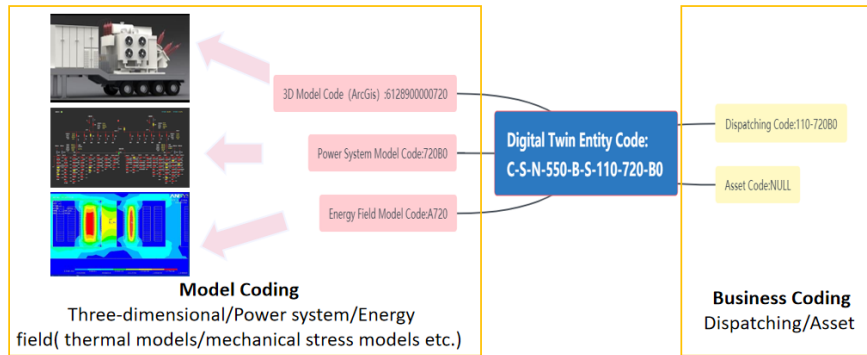 3D Model Code（ArcGis）:6128900000720
Power System Model Code:720B0
Energy Field Model Code:A720
Digital Twin Entity Code:
C-S-N-550-B-S-110-720-B0
Dispatching Code:110-720B0
Asset Code:NULL
Model Coding
Three-dimensional/Power system/Energy
field( thermal models/mechanical stress models etc.)
Business Coding
Dispatching/Asset